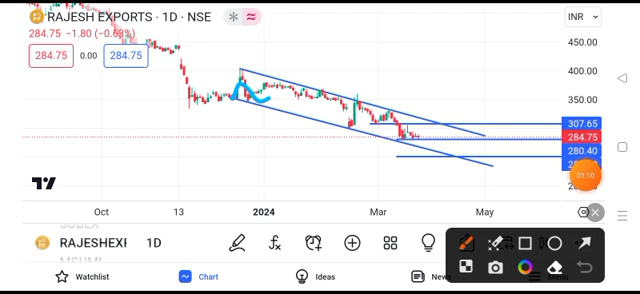 RAJESH EXPORTS · 1D · NSE
284.75 −1.80 (−0.63%)
284.75 0.00 284.75
INR
450.00
400.00
350.00
307.65
284.75
280.40
01:10
Oct 13 2024 Mar May
RAJESHEXI 1D
Watchlist Chart Ideas News